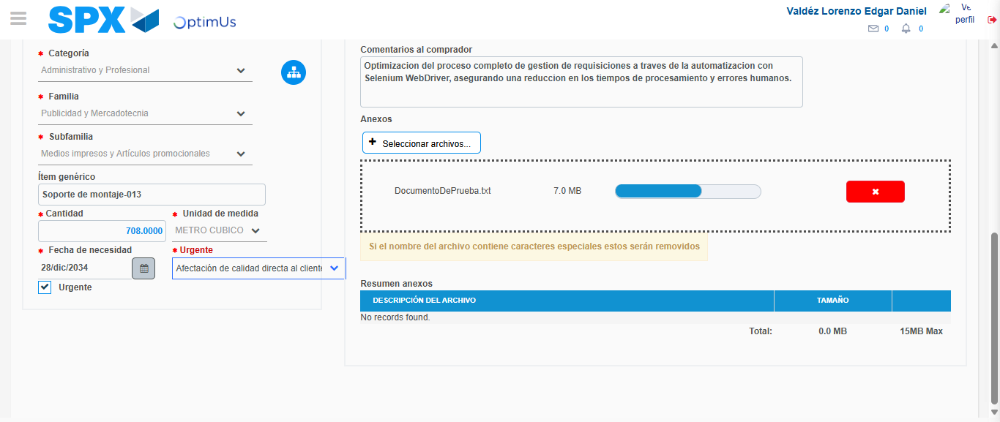 SPX
OptimUs
Valdéz Lorenzo Edgar Daniel
Ve
perfil
0
0
* Categoría
Administrativo y Profesional
* Familia
Publicidad y Mercadotecnia
* Subfamilia
Medios impresos y Artículos promocionales
Ítem genérico
Soporte de montaje-013
* Cantidad
* Unidad de medida
708.0000
METRO CUBICO
* Fecha de necesidad
* Urgente
28/dic/2034
Afectación de calidad directa al cliente
Urgente
Comentarios al comprador
Optimizacion del proceso completo de gestion de requisiciones a traves de la automatizacion con
Selenium WebDriver, asegurando una reduccion en los tiempos de procesamiento y errores humanos.
Anexos
+ Seleccionar archivos...
DocumentoDePrueba.txt
7.0 MB
Si el nombre del archivo contiene caracteres especiales estos serán removidos
Resumen anexos
DESCRIPCIÓN DEL ARCHIVO
TAMAÑO
No records found.
Total:
0.0 MB
15MB Max